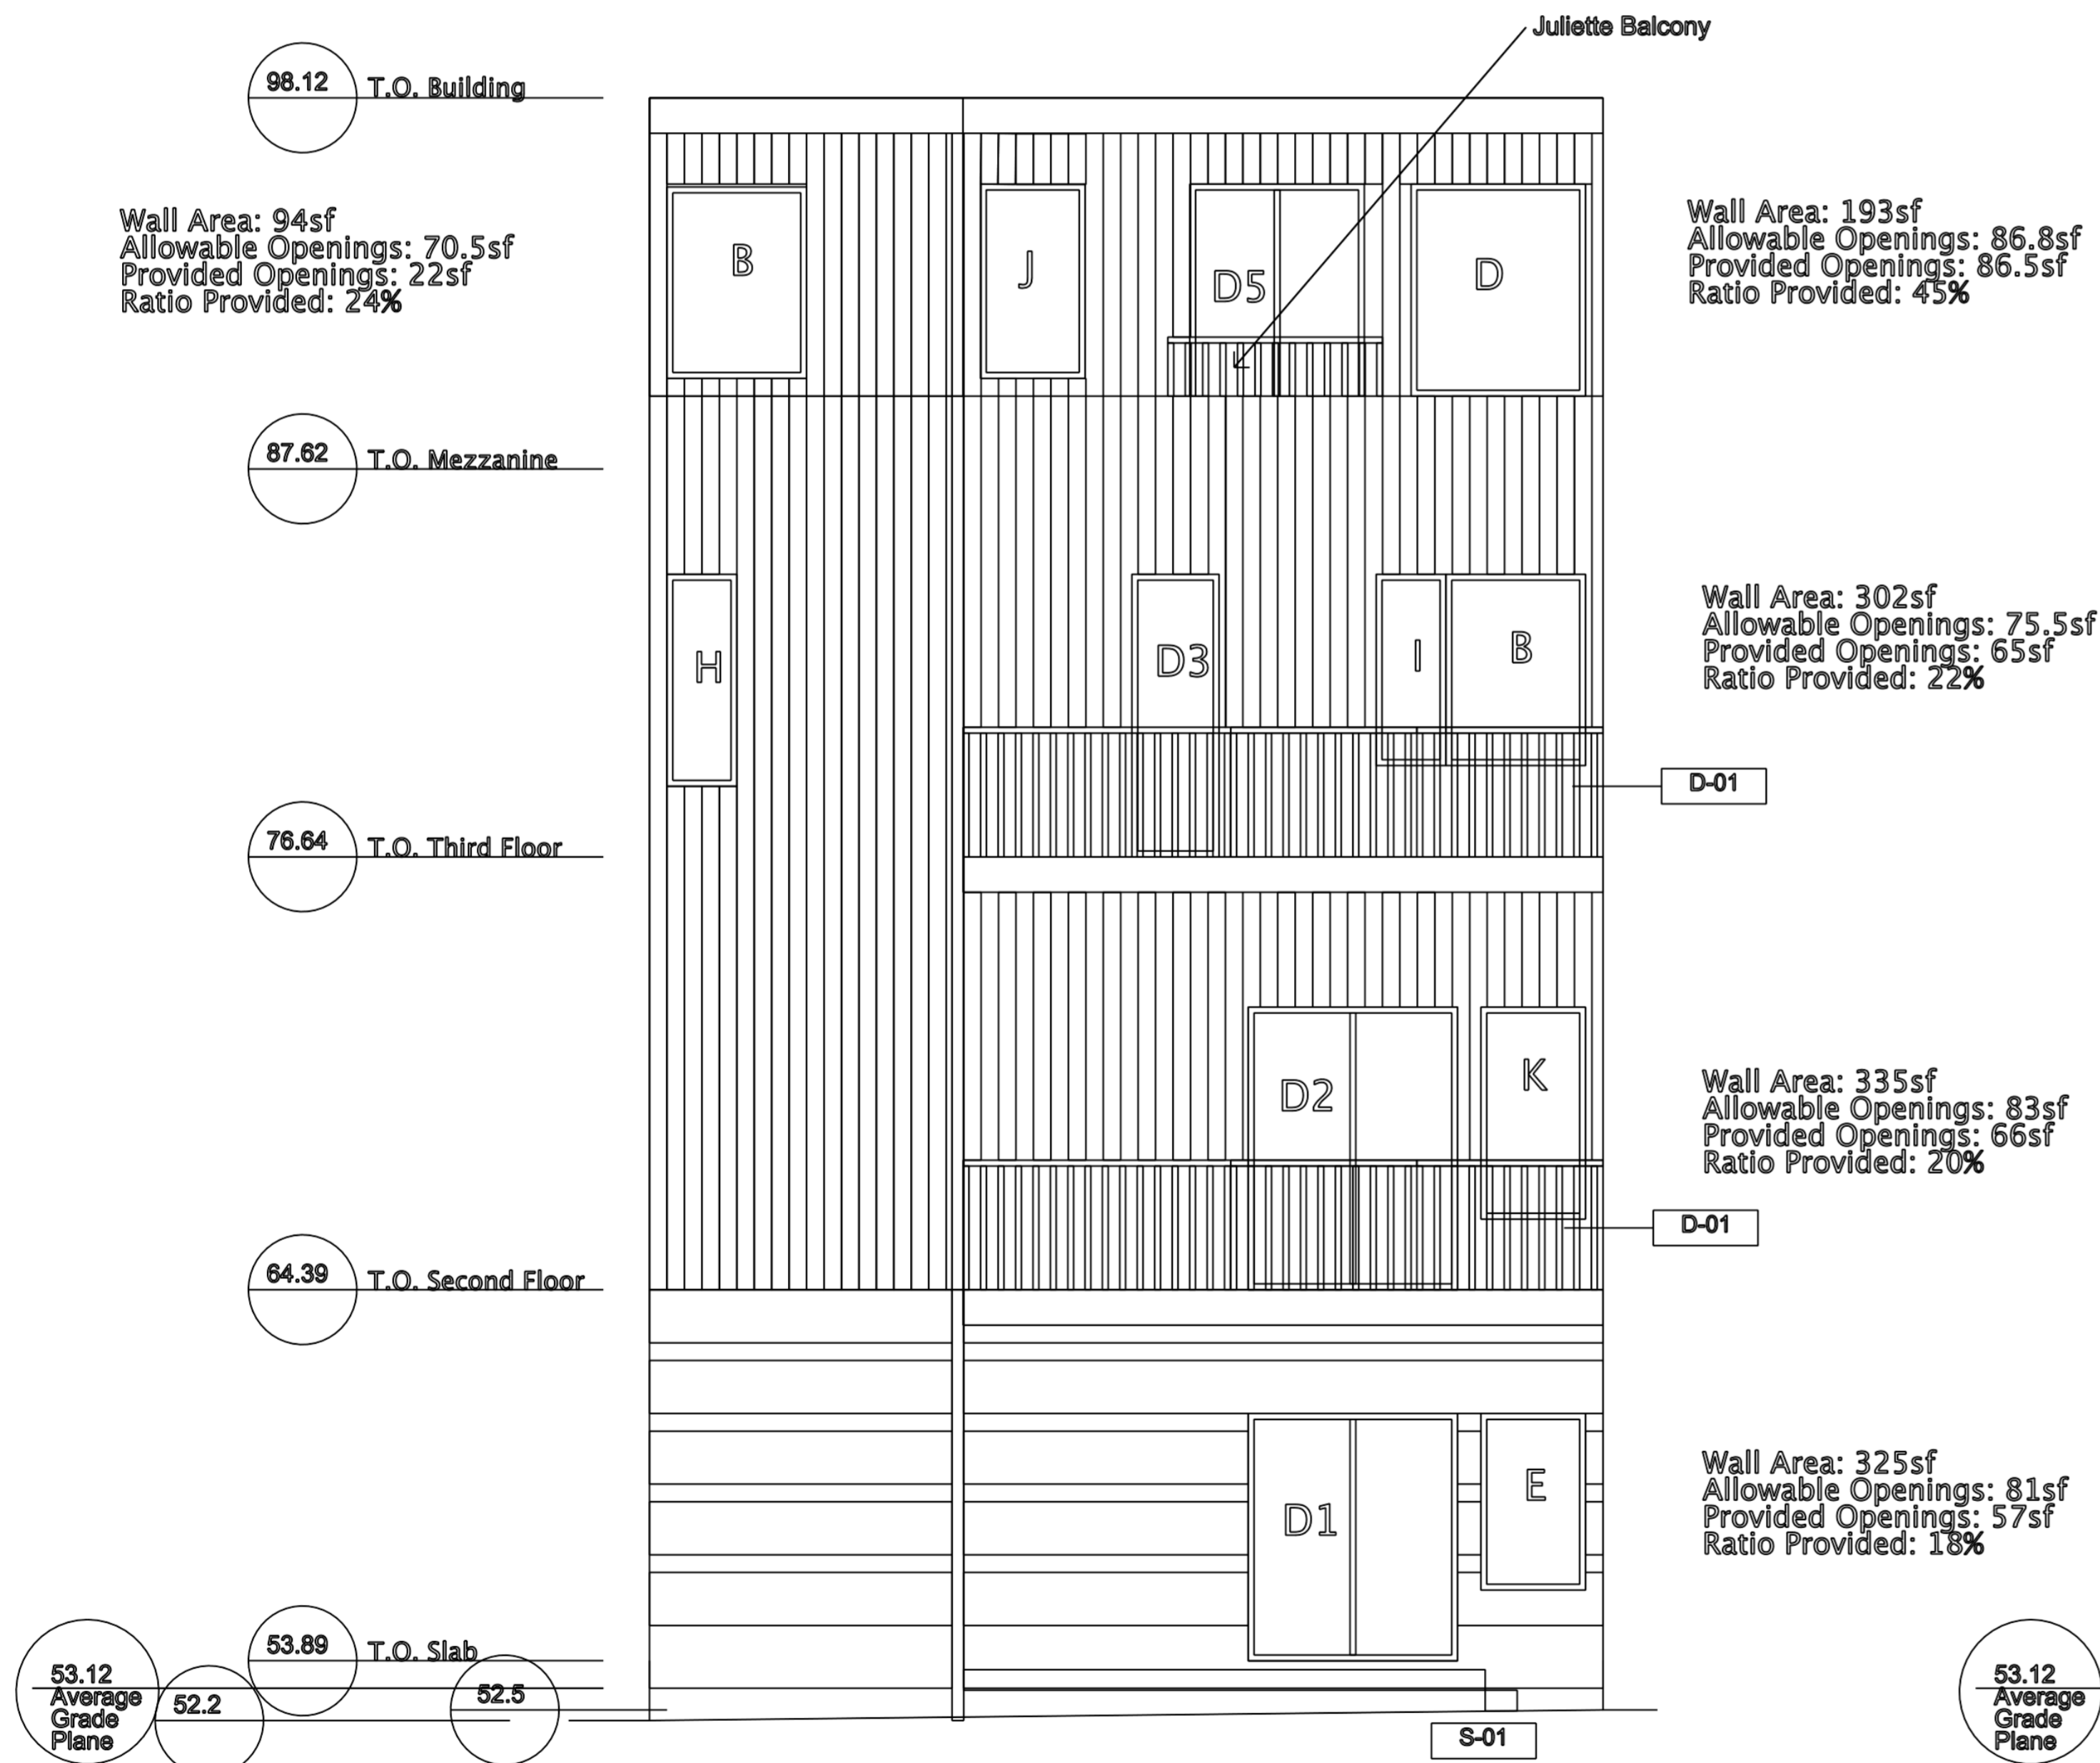 Juliette Balcony
98.12
T.O. Building
Wall Area: 94sf
Allowable Openings: 70.5sf
Provided Openings: 22sf
Ratio Provided: 24%
B
J
D5
D
Wall Area: 193sf
Allowable Openings: 86.8sf
Provided Openings: 86.5sf
Ratio Provided: 45%
87.62
T.O. Mezzanine
H
D3
I
B
Wall Area: 302sf
Allowable Openings: 75.5sf
Provided Openings: 65sf
Ratio Provided: 22%
D-01
76.64
T.O. Third Floor
D2
K
Wall Area: 335sf
Allowable Openings: 83sf
Provided Openings: 66sf
Ratio Provided: 20%
D-01
64.39
T.O. Second Floor
D1
E
Wall Area: 325sf
Allowable Openings: 81sf
Provided Openings: 57sf
Ratio Provided: 18%
53.89
T.O. Slab
53.12
Average
Grade
Plane
52.2
52.5
S-01
53.12
Average
Grade
Plane